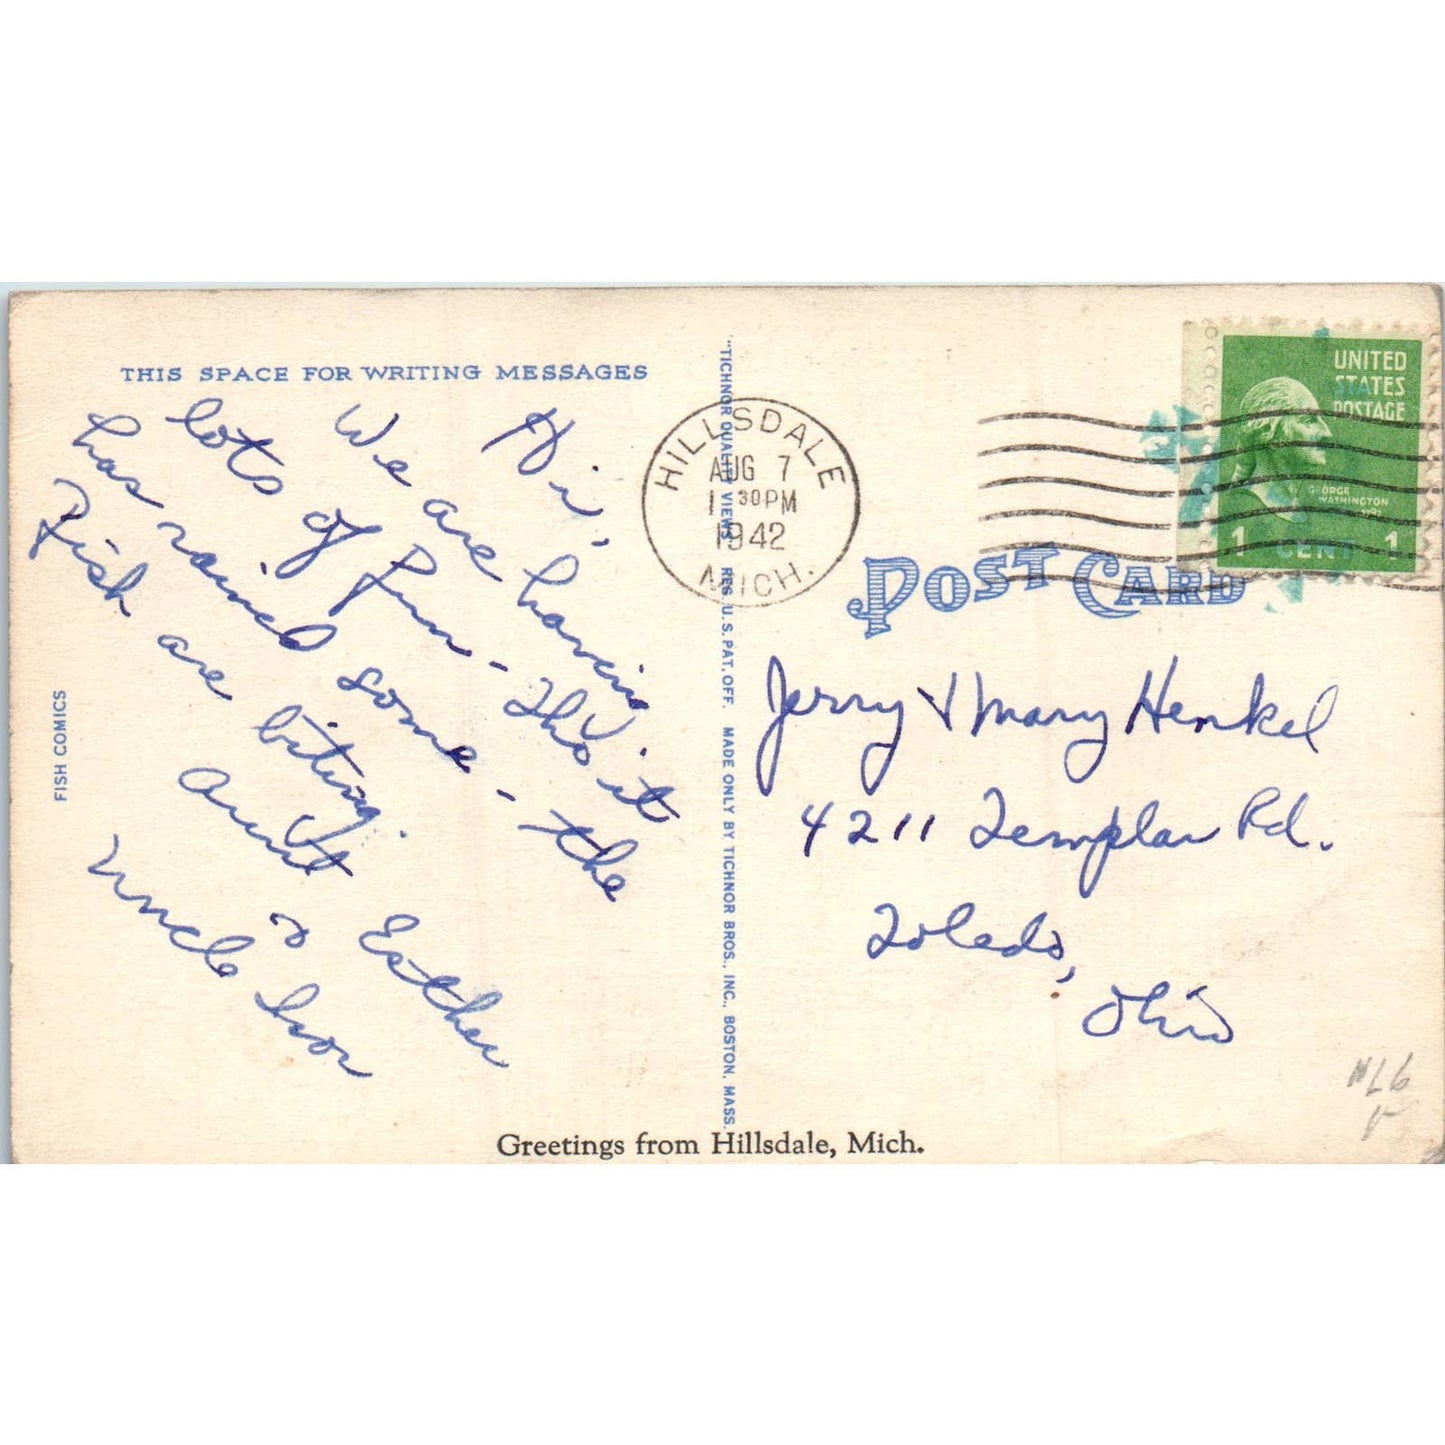 THIS SPACE FOR WRITING MESSAGES
Hi,
We are having
lots of fun - Tho it
has rained some - the
Fish are biting.
Aunt Esther
&
Uncle Ivor
FISH COMICS
"TICHNOR QUALITY VIEWS" REG. U.S. PAT. OFF. MADE ONLY BY TICHNOR BROS., INC., BOSTON, MASS.
HILLSDALE
AUG 7
1 30 PM
1942
MICH.
UNITED
STATES
POSTAGE
GEORGE
WASHINGTON
1 CENT 1
POST CARD
Jerry & Mary Henkel
4211 Templar Rd.
Toledo,
Ohio
Greetings from Hillsdale, Mich.